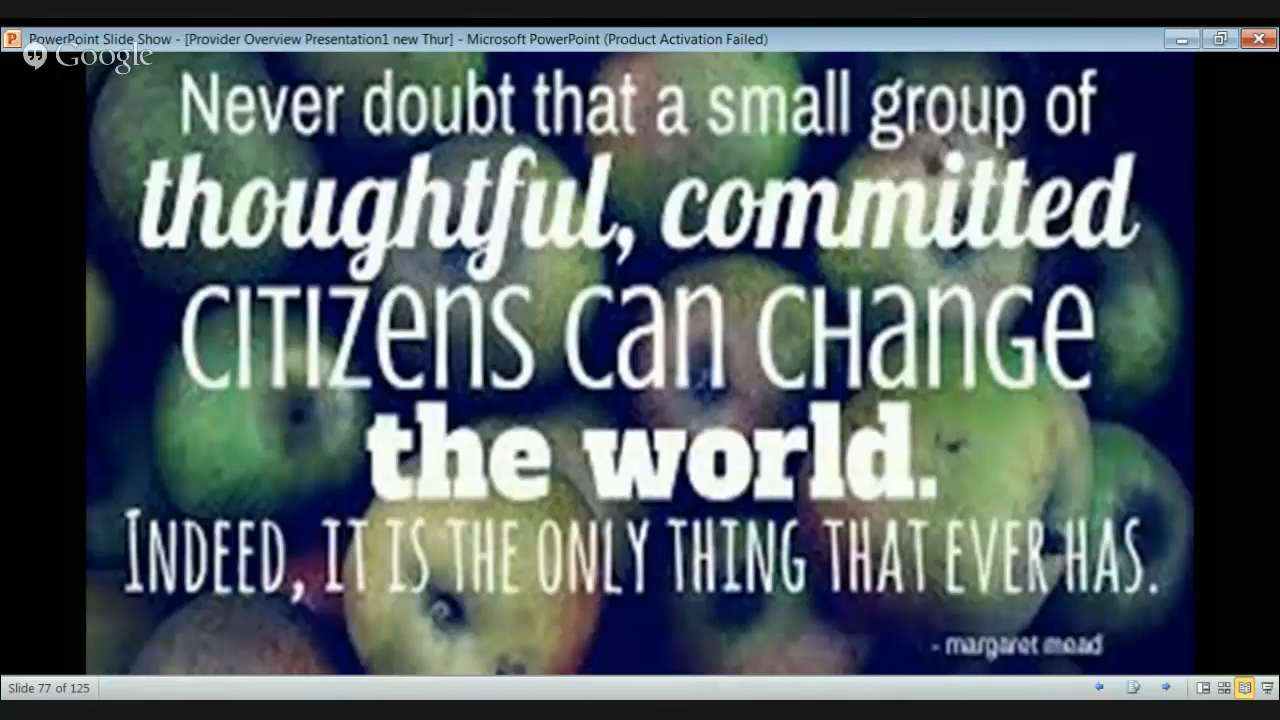 PowerPoint Slide Show - [Provider Overview Presentation1 new Thur] - Microsoft PowerPoint (Product Activation Failed)
Google
Never doubt that a small group of
thoughtful, committed
citizens can change
the world.
Indeed, it is the only thing that ever has.
- margaret mead
Slide 77 of 125